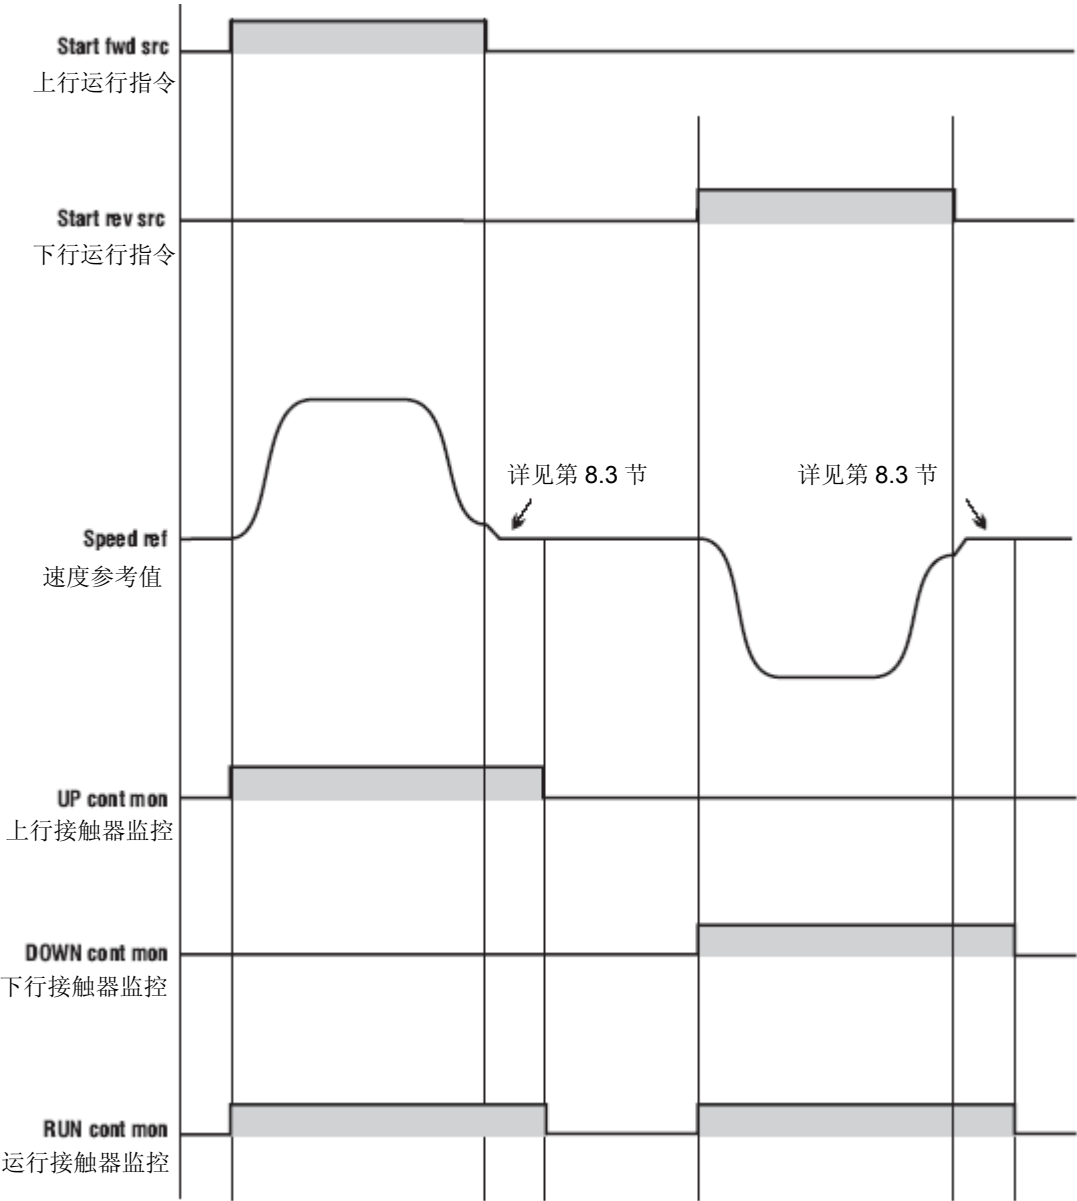 Start fwd src
上行运行指令
Start rev src
下行运行指令
详见第 8.3 节
详见第 8.3 节
Speed ref
速度参考值
UP cont mon
上行接触器监控
DOWN cont mon
下行接触器监控
RUN cont mon
运行接触器监控